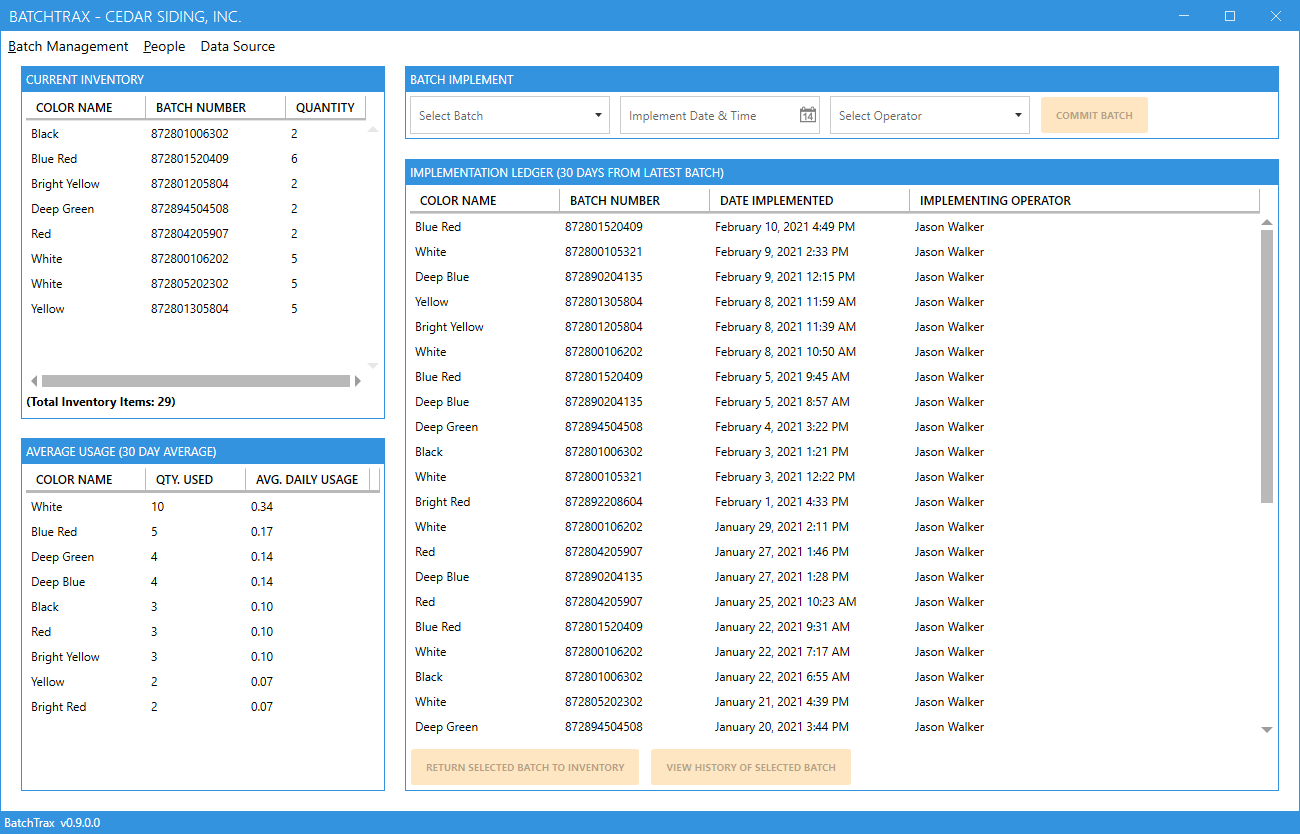 BATCHTRAX - CEDAR SIDING, INC.
Batch Management People Data Source
CURRENT INVENTORY
COLOR NAME BATCH NUMBER QUANTITY
Black 872801006302 2
Blue Red 872801520409 6
Bright Yellow 872801205804 2
Deep Green 872894504508 2
Red 872804205907 2
White 872800106202 5
White 872805202302 5
Yellow 872801305804 5
(Total Inventory Items: 29)
AVERAGE USAGE (30 DAY AVERAGE)
COLOR NAME QTY. USED AVG. DAILY USAGE
White 10 0.34
Blue Red 5 0.17
Deep Green 4 0.14
Deep Blue 4 0.14
Black 3 0.10
Red 3 0.10
Bright Yellow 3 0.10
Yellow 2 0.07
Bright Red 2 0.07
BATCH IMPLEMENT
Select Batch Implement Date & Time 14 Select Operator COMMIT BATCH
IMPLEMENTATION LEDGER (30 DAYS FROM LATEST BATCH)
COLOR NAME BATCH NUMBER DATE IMPLEMENTED IMPLEMENTING OPERATOR
Blue Red 872801520409 February 10, 2021 4:49 PM Jason Walker
White 872800105321 February 9, 2021 2:33 PM Jason Walker
Deep Blue 872890204135 February 9, 2021 12:15 PM Jason Walker
Yellow 872801305804 February 8, 2021 11:59 AM Jason Walker
Bright Yellow 872801205804 February 8, 2021 11:39 AM Jason Walker
White 872800106202 February 8, 2021 10:50 AM Jason Walker
Blue Red 872801520409 February 5, 2021 9:45 AM Jason Walker
Deep Blue 872890204135 February 5, 2021 8:57 AM Jason Walker
Deep Green 872894504508 February 4, 2021 3:22 PM Jason Walker
Black 872801006302 February 3, 2021 1:21 PM Jason Walker
White 872800105321 February 3, 2021 12:22 PM Jason Walker
Bright Red 872892208604 February 1, 2021 4:33 PM Jason Walker
White 872800106202 January 29, 2021 2:11 PM Jason Walker
Red 872804205907 January 27, 2021 1:46 PM Jason Walker
Deep Blue 872890204135 January 27, 2021 1:28 PM Jason Walker
Red 872804205907 January 25, 2021 10:23 AM Jason Walker
Blue Red 872801520409 January 22, 2021 9:31 AM Jason Walker
White 872800106202 January 22, 2021 7:17 AM Jason Walker
Black 872801006302 January 22, 2021 6:55 AM Jason Walker
White 872805202302 January 21, 2021 4:39 PM Jason Walker
Deep Green 872894504508 January 20, 2021 3:44 PM Jason Walker
RETURN SELECTED BATCH TO INVENTORY VIEW HISTORY OF SELECTED BATCH
BatchTrax v0.9.0.0